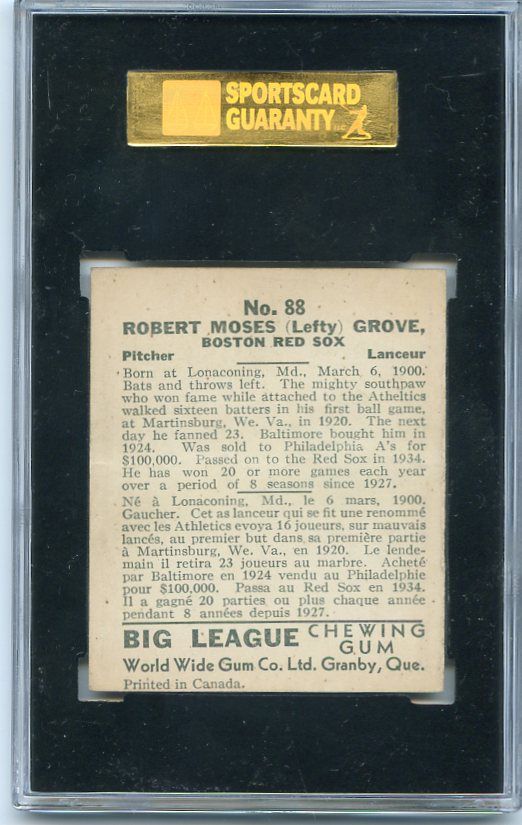 SPORTSCARD
GUARANTY LLC
No. 88
ROBERT MOSES (Lefty) GROVE,
BOSTON RED SOX
Pitcher Lanceur
Born at Lonaconing, Md., March 6, 1900.
Bats and throws left. The mighty southpaw
who won fame while attached to the Atheltics
walked sixteen batters in his first ball game,
at Martinsburg, We. Va., in 1920. The next
day he fanned 23. Baltimore bought him in
1924. Was sold to Philadelphia A's for
$100,000. Passed on to the Red Sox in 1934.
He has won 20 or more games each year
over a period of 8 seasons since 1927.
Né à Lonaconing, Md., le 6 mars, 1900.
Gaucher. Cet as lanceur qui se fit une renommé
avec les Athletics evoya 16 joueurs, sur mauvais
lancés, au premier but dans sa première partie
à Martinsburg, We. Va., en 1920. Le lende-
main il retira 23 joueurs au marbre. Acheté
par Baltimore en 1924 vendu au Philadelphie
pour $100,000. Passa au Red Sox en 1934.
Il a gagné 20 parties ou plus chaque année
pendant 8 années depuis 1927.
BIG LEAGUE CHEWING GUM
World Wide Gum Co. Ltd. Granby, Que.
Printed in Canada.